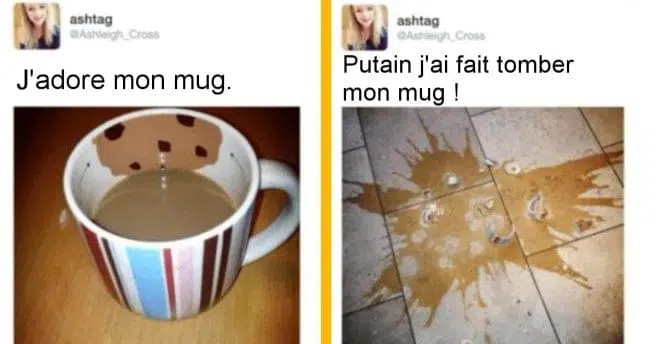 ashtag
@Ashleigh_Cross
J'adore mon mug.
ashtag
@Ashleigh_Cross
Putain j'ai fait tomber
mon mug !